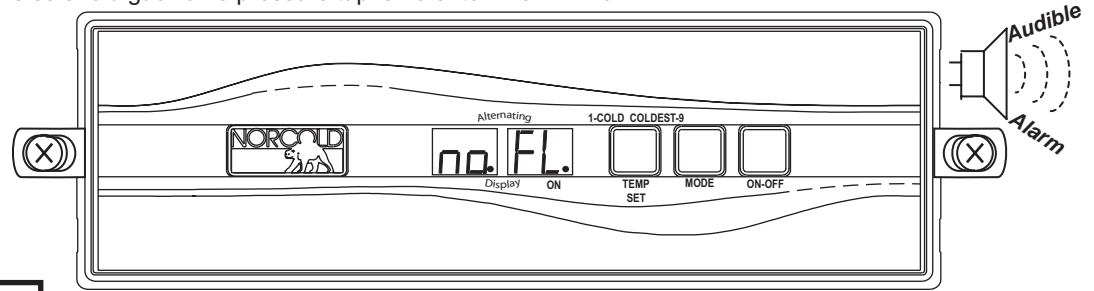 Audible
Alarm
Alternating
1-COLD COLDEST-9
NORCOLD
no. FL.
Display
ON
TEMP
SET
MODE
ON-OFF